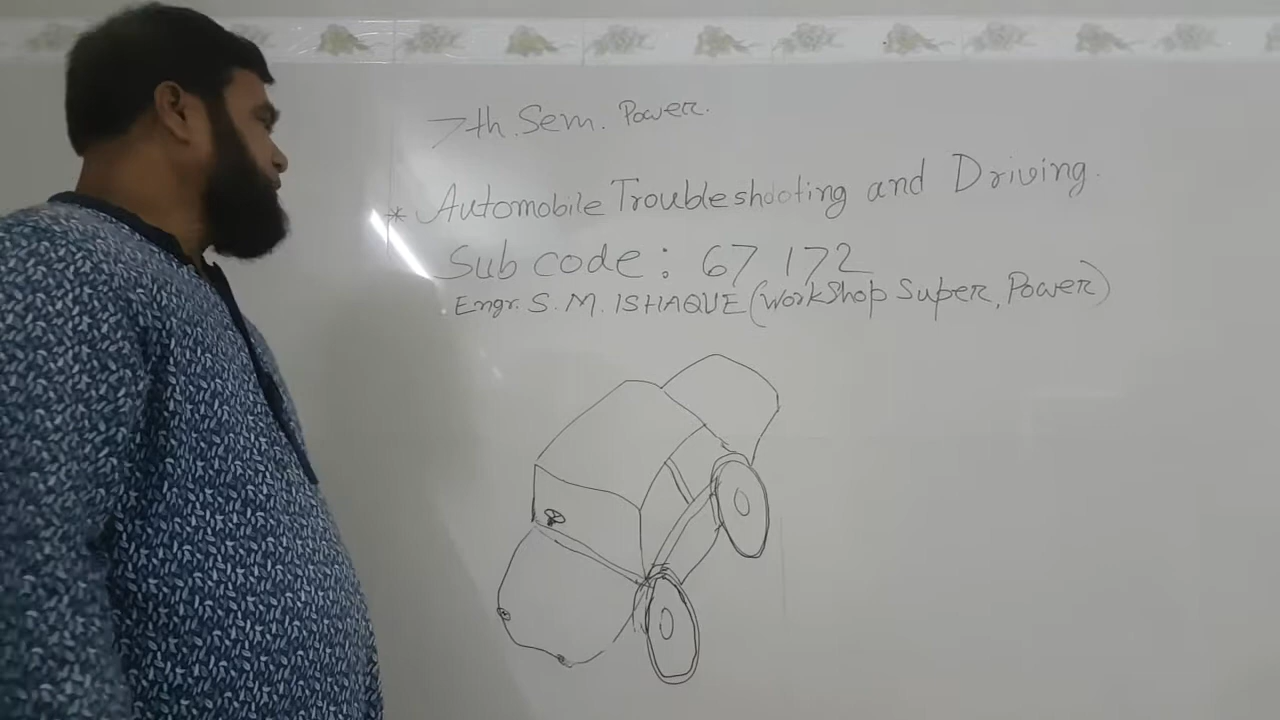 7th. Sem. Power.
* Automobile Troubleshooting and Driving.
Sub code: 67172
Engr. S. M. ISHAQUE (Workshop Super, Power)